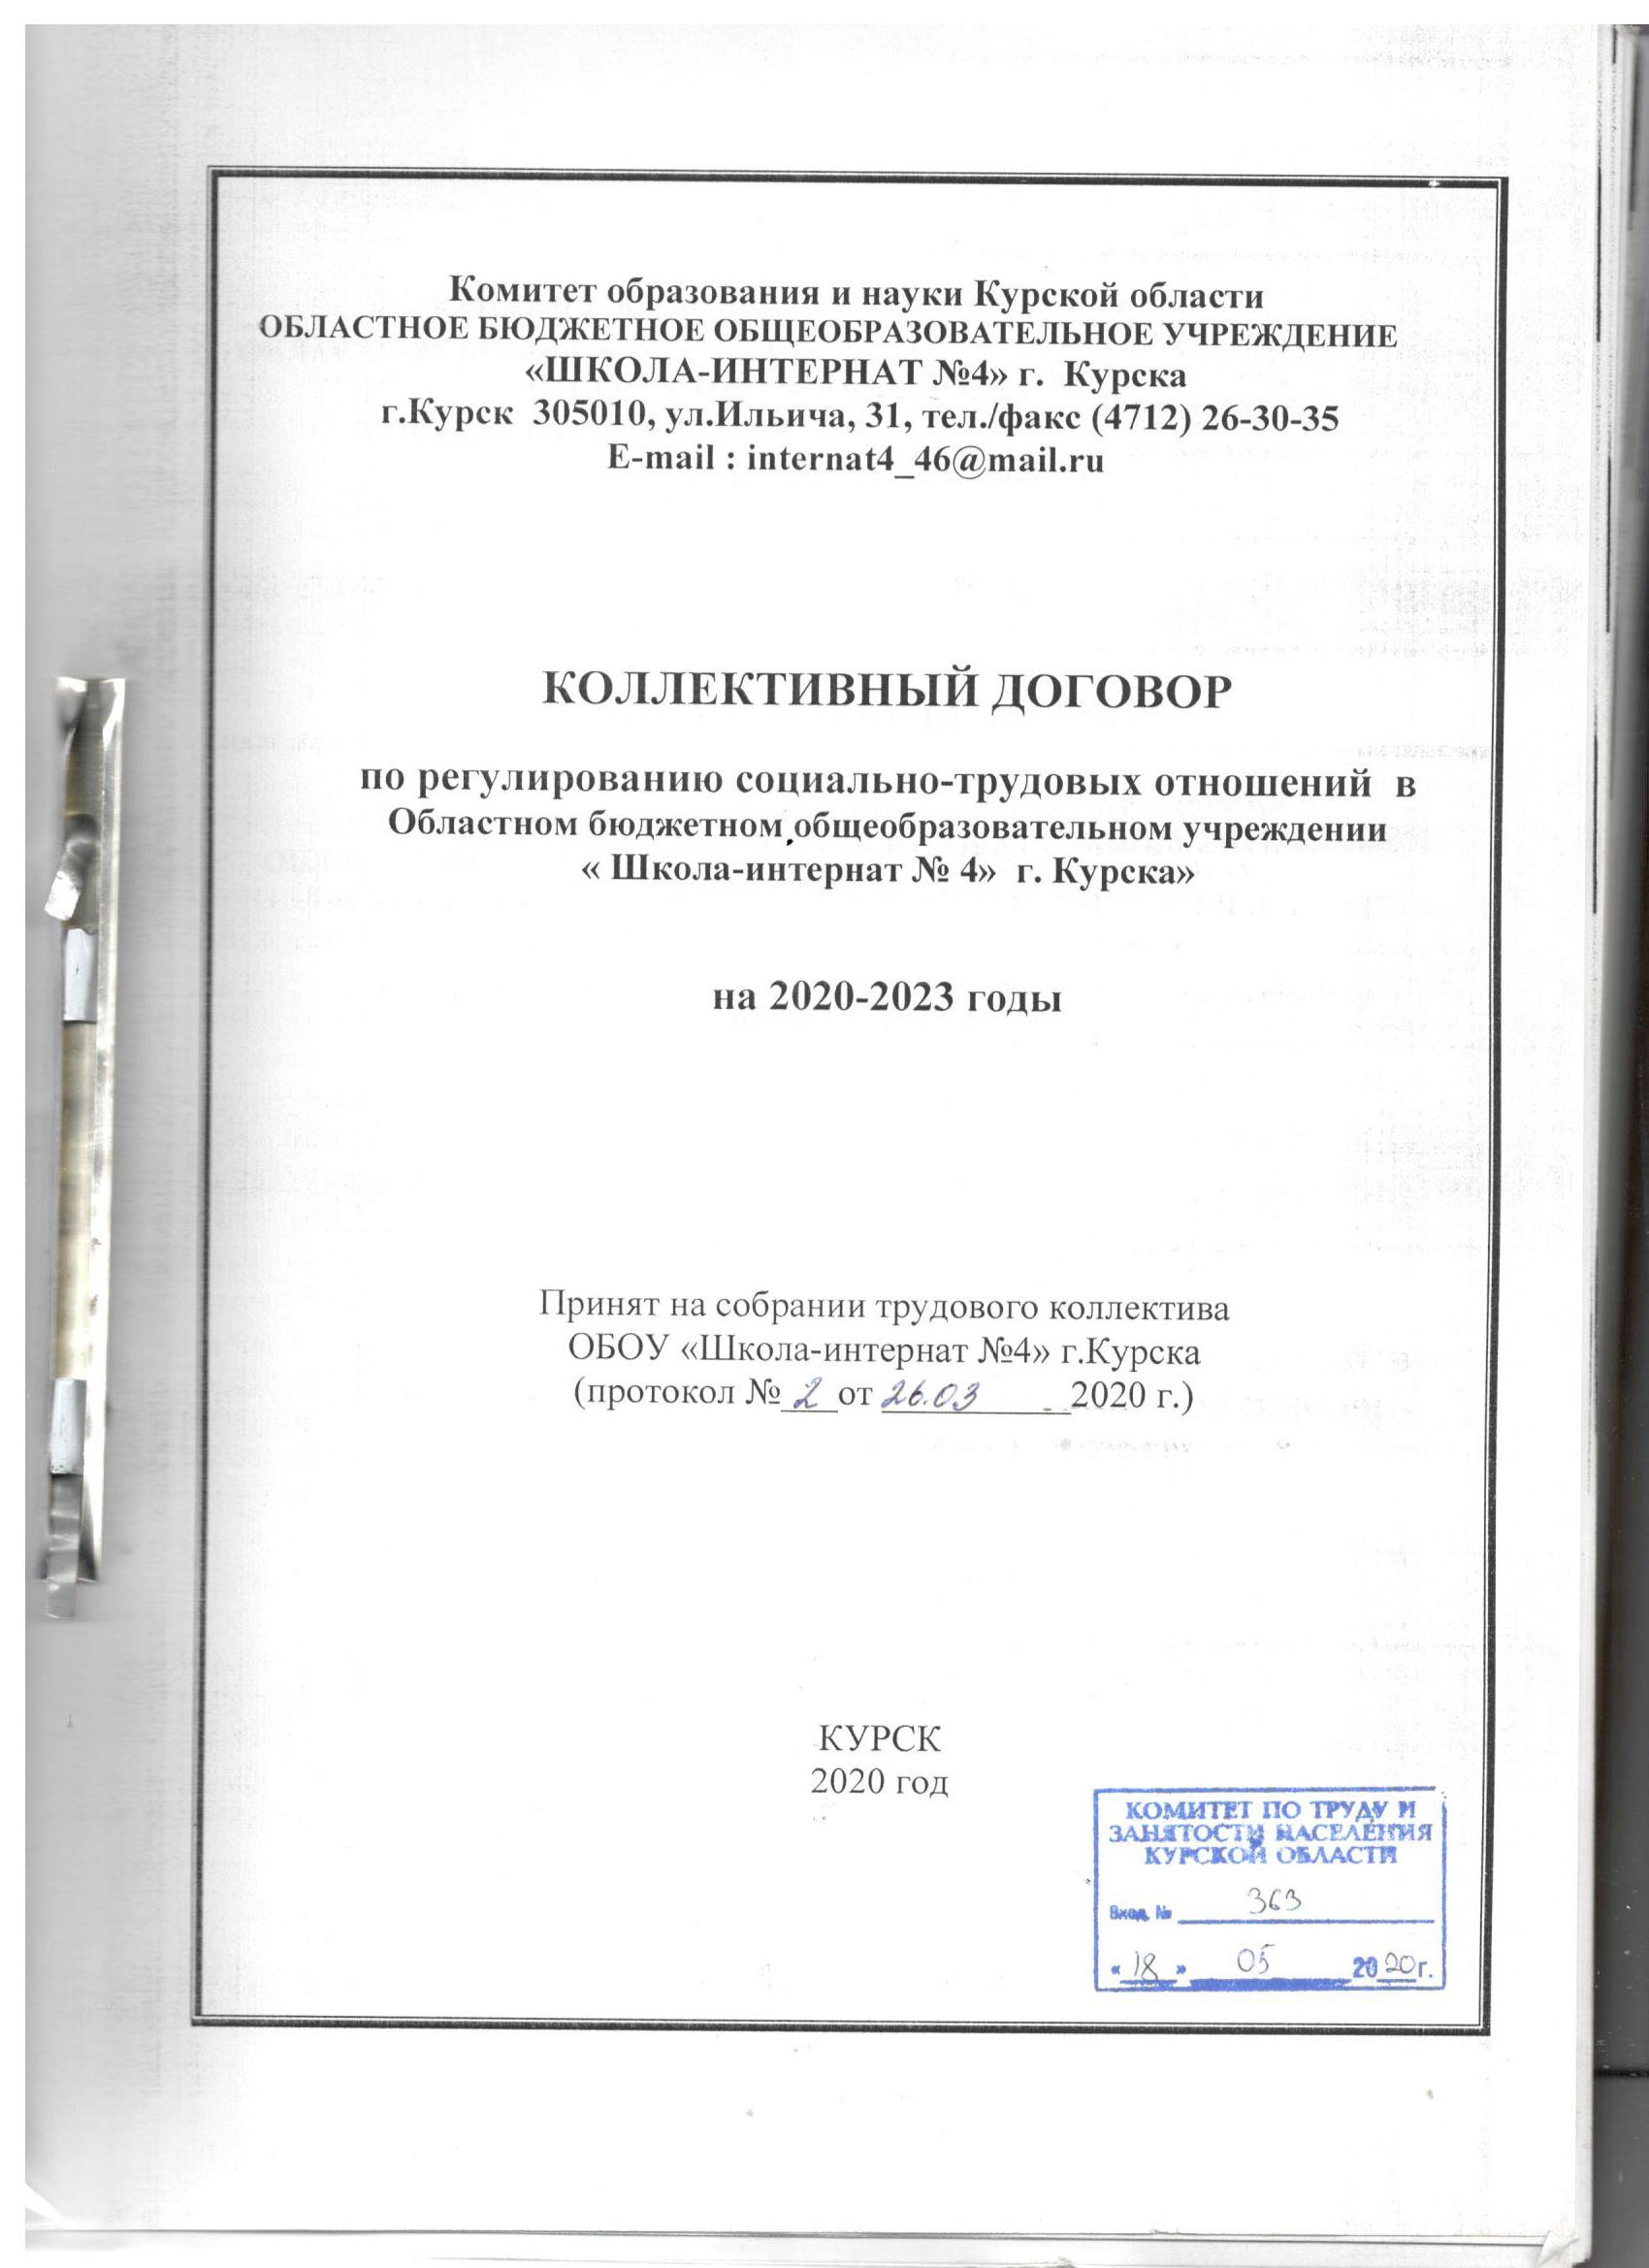 Комитет образования и науки Курской области
ОБЛАСТНОЕ БЮДЖЕТНОЕ ОБЩЕОБРАЗОВАТЕЛЬНОЕ УЧРЕЖДЕНИЕ
«ШКОЛА-ИНТЕРНАТ №4» г. Курска
г.Курск 305010, ул.Ильича, 31, тел./факс (4712) 26-30-35
E-mail : internat4_46@mail.ru
КОЛЛЕКТИВНЫЙ ДОГОВОР
по регулированию социально-трудовых отношений в
Областном бюджетном общеобразовательном учреждении
« Школа-интернат № 4» г. Курска»
на 2020-2023 годы
Принят на собрании трудового коллектива
ОБОУ «Школа-интернат №4» г.Курска
(протокол № 2 от 26.03 2020 г.)
КУРСК
2020 год
КОМИТЕТ ПО ТРУДУ И
ЗАНЯТОСТИ НАСЕЛЕНИЯ
КУРСКОЙ ОБЛАСТИ
Вход. № 363
« 18 » 05 2020 г.